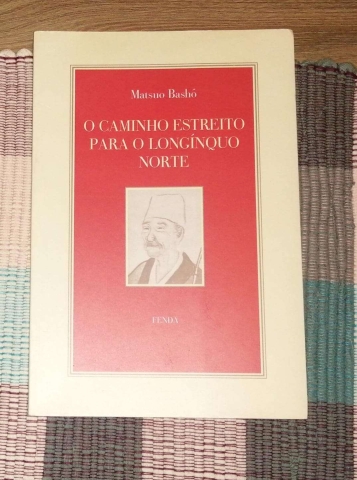 Matsuo Bashô
O CAMINHO ESTREITO
PARA O LONGÍNQUO
NORTE
FENDA